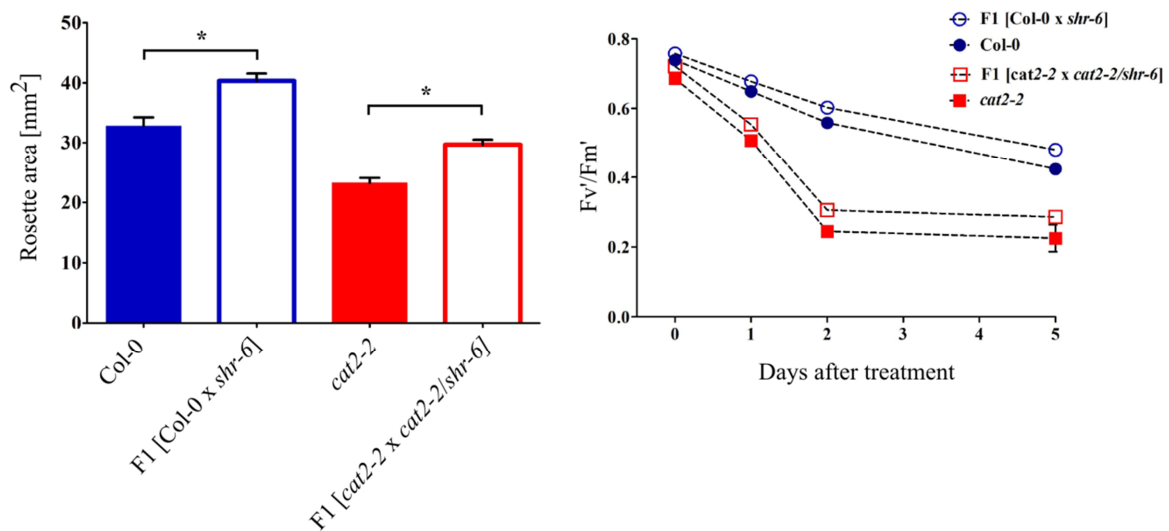 50
40
30
20
10
0
Rosette area [mm2]
*
*
Col-0
F1 [Col-0 x shr-6]
cat2-2
F1 [cat2-2 x cat2-2/shr-6]
F1 [Col-0 x shr-6]
Col-0
F1 [cat2-2 x cat2-2/shr-6]
cat2-2
0.8
0.6
0.4
0.2
0.0
Fv'/Fm'
0 1 2 3 4 5
Days after treatment